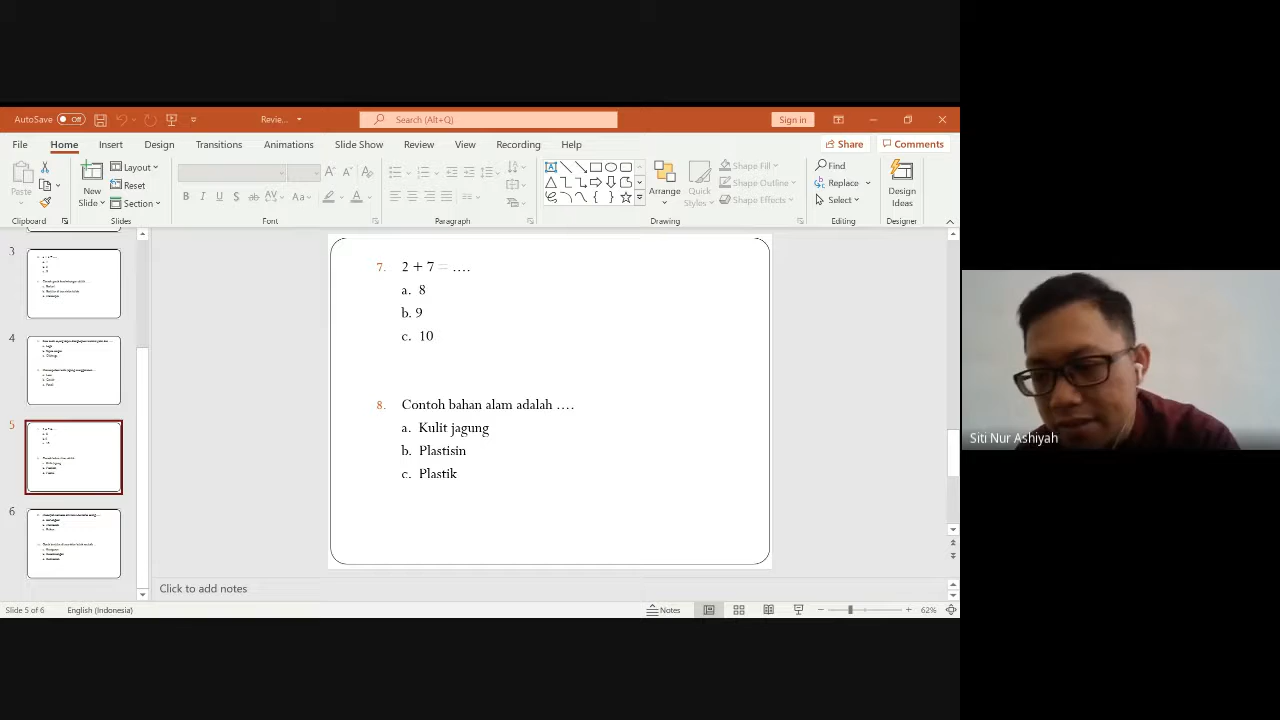 AutoSave Off Revie... Search (Alt+Q) Sign in
File Home Insert Design Transitions Animations Slide Show Review View Recording Help Share Comments
Paste New Slide Layout Reset Section
Aa
Arrange Quick Styles Shape Fill Shape Outline Shape Effects
Find Replace Select Design Ideas
Clipboard Slides Font Paragraph Drawing Editing Designer
3
4
5
6
7. 2 + 7 = ....
a. 8
b. 9
c. 10
8. Contoh bahan alam adalah ....
a. Kulit jagung
b. Plastisin
c. Plastik
Siti Nur Ashiyah
Click to add notes
Slide 5 of 6 English (Indonesia) Notes 62%